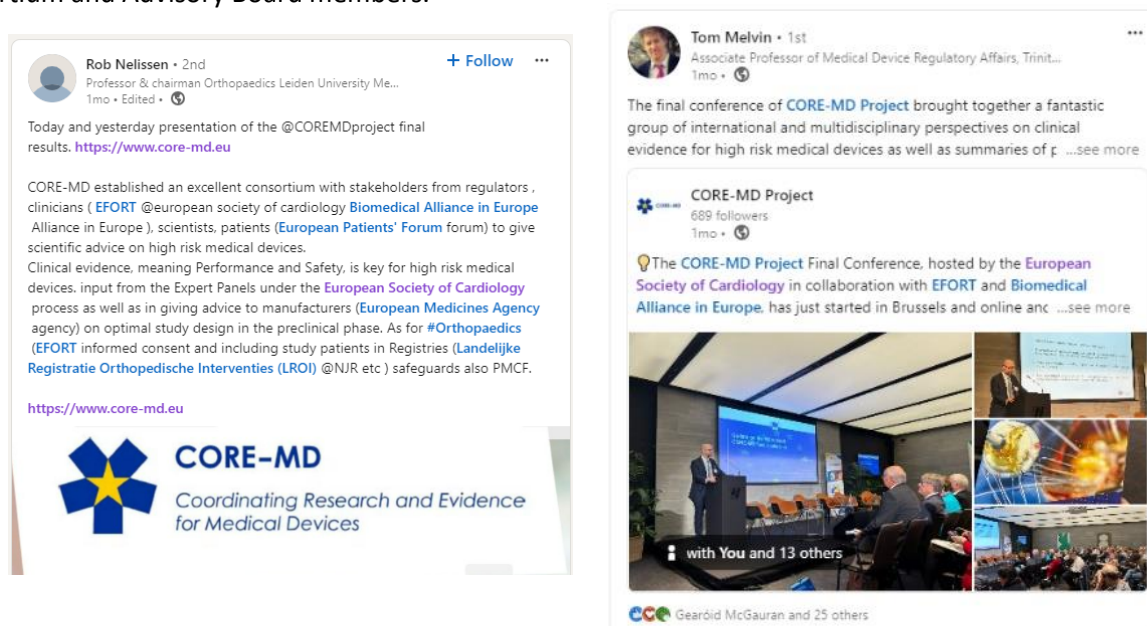 rtium and Advisory Board members.
Rob Nelissen • 2nd
+ Follow ...
Professor & chairman Orthopaedics Leiden University Me...
1mo • Edited •
Today and yesterday presentation of the @COREMDproject final
results. https://www.core-md.eu
CORE-MD established an excellent consortium with stakeholders from regulators ,
clinicians ( EFORT @european society of cardiology Biomedical Alliance in Europe
Alliance in Europe ), scientists, patients (European Patients' Forum forum) to give
scientific advice on high risk medical devices.
Clinical evidence, meaning Performance and Safety, is key for high risk medical
devices. input from the Expert Panels under the European Society of Cardiology
process as well as in giving advice to manufacturers (European Medicines Agency
agency) on optimal study design in the preclinical phase. As for #Orthopaedics
(EFORT informed consent and including study patients in Registries (Landelijke
Registratie Orthopedische Interventies (LROI) @NJR etc ) safeguards also PMCF.
https://www.core-md.eu
CORE–MD
Coordinating Research and Evidence
for Medical Devices
Tom Melvin • 1st
...
Associate Professor of Medical Device Regulatory Affairs, Trinit...
1mo •
The final conference of CORE-MD Project brought together a fantastic
group of international and multidisciplinary perspectives on clinical
evidence for high risk medical devices as well as summaries of p ...see more
CORE-MD Project
689 followers
1mo •
The CORE-MD Project Final Conference, hosted by the European
Society of Cardiology in collaboration with EFORT and Biomedical
Alliance in Europe, has just started in Brussels and online anc ...see more
with You and 13 others
Gearóid McGauran and 25 others